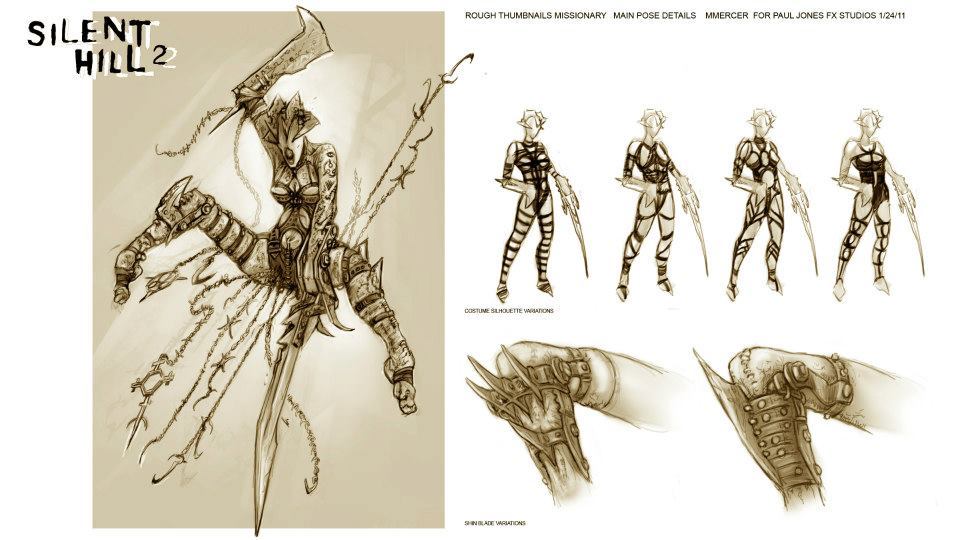 SILENT
HILL 2
ROUGH THUMBNAILS MISSIONARY MAIN POSE DETAILS MMERCER FOR PAUL JONES FX STUDIOS 1/24/11
COSTUME SILHOUETTE VARIATIONS
SHIN BLADE VARIATIONS